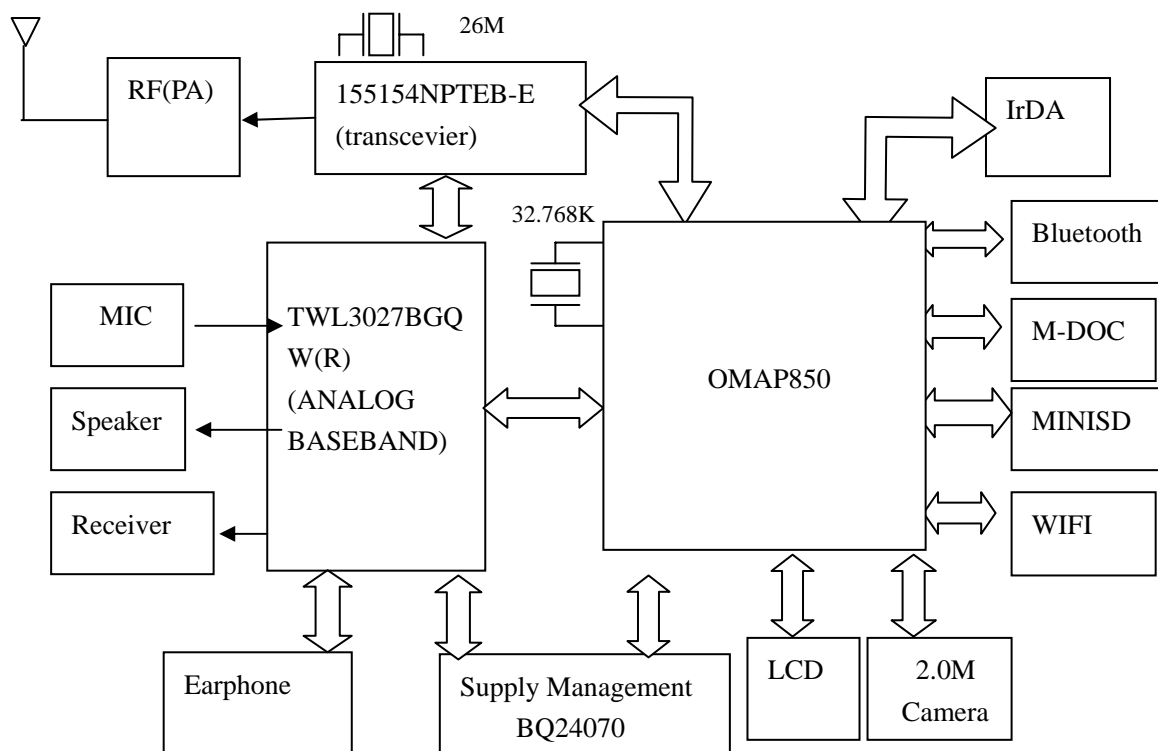 26M
RF(PA)
155154NPTEB-E
(transcevier)
IrDA
32.768K
Bluetooth
MIC
TWL3027BGQ
W(R)
(ANALOG
BASEBAND)
M-DOC
OMAP850
Speaker
MINISD
Receiver
WIFI
Earphone
Supply Management
BQ24070
LCD
2.0M
Camera